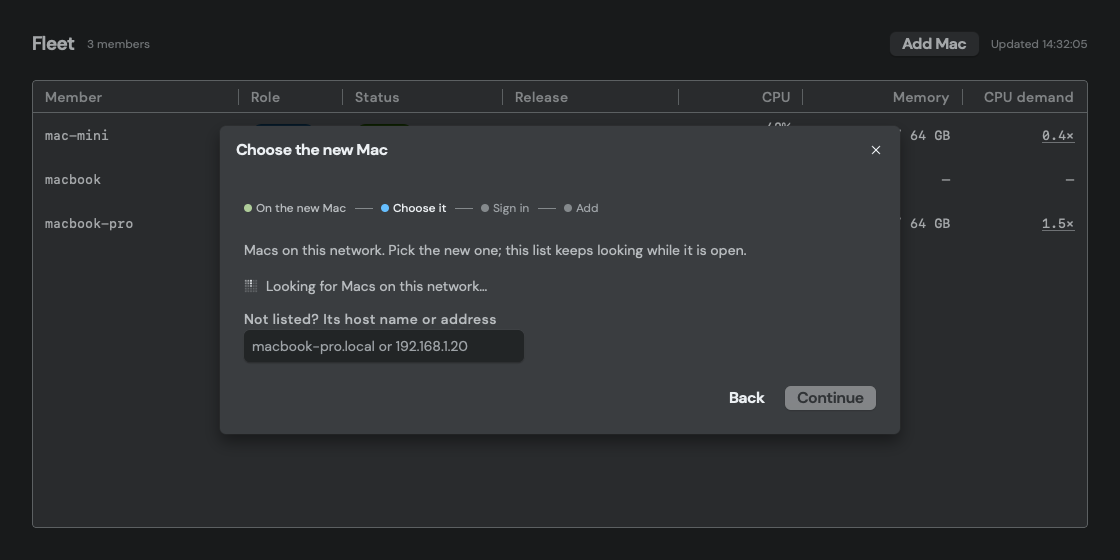 Fleet 3 members Add Mac Updated 14:32:05
Member Role Status Release CPU Memory CPU demand
mac-mini 64 GB 0.4×
macbook — —
macbook-pro 64 GB 1.5×
Choose the new Mac ×
On the new Mac — Choose it — Sign in — Add
Macs on this network. Pick the new one; this list keeps looking while it is open.
Looking for Macs on this network...
Not listed? Its host name or address
macbook-pro.local or 192.168.1.20
Back Continue